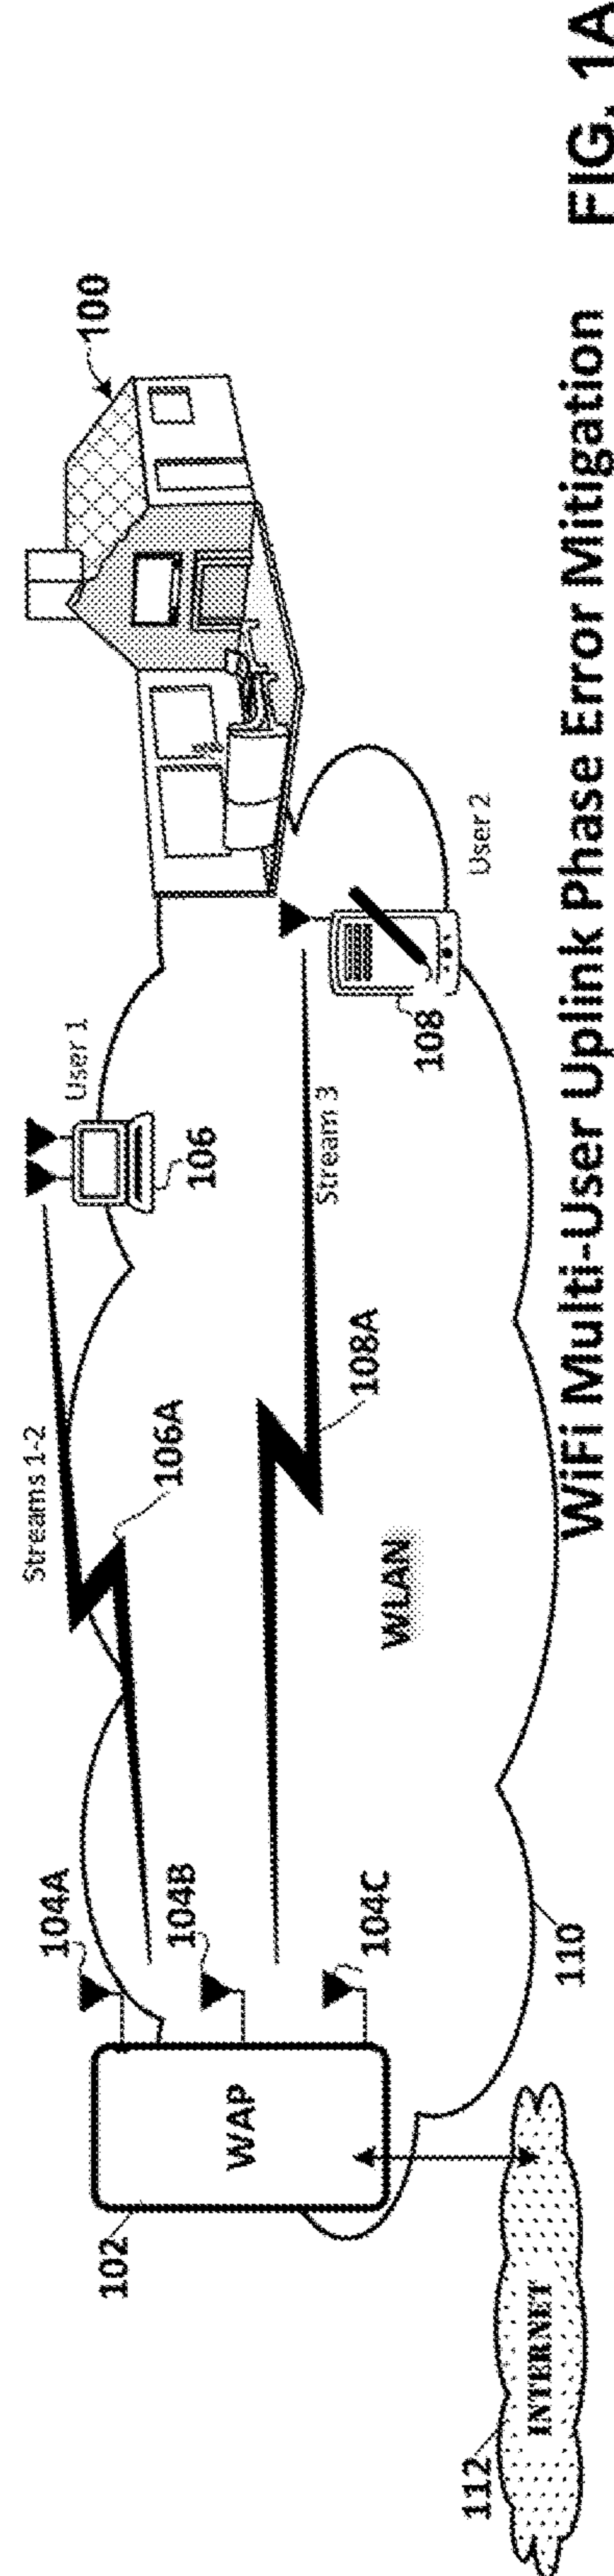 Streams 1-2
User 1
100
104A
106A
106
104B
Stream 3
102
WAP
108A
108
User 2
104C
WLAN
110
112
INTERNET
WiFi Multi-User Uplink Phase Error Mitigation
FIG. 1A